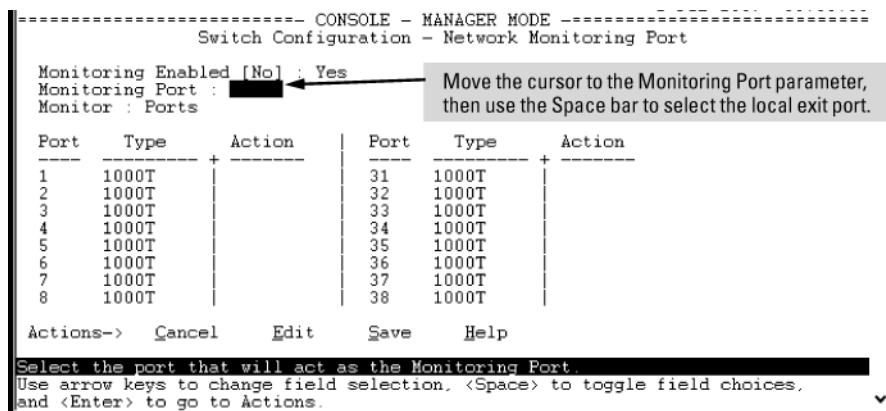 ============================- CONSOLE - MANAGER MODE -============================
Switch Configuration - Network Monitoring Port
Monitoring Enabled [No] : Yes
Monitoring Port :
Monitor : Ports
Move the cursor to the Monitoring Port parameter,
then use the Space bar to select the local exit port.
Port Type Action | Port Type Action
---- --------- + ------- | ---- --------- + -------
1 1000T | | 31 1000T |
2 1000T | | 32 1000T |
3 1000T | | 33 1000T |
4 1000T | | 34 1000T |
5 1000T | | 35 1000T |
6 1000T | | 36 1000T |
7 1000T | | 37 1000T |
8 1000T | | 38 1000T |
Actions-> Cancel Edit Save Help
Select the port that will act as the Monitoring Port.
Use arrow keys to change field selection, <Space> to toggle field choices,
and <Enter> to go to Actions.